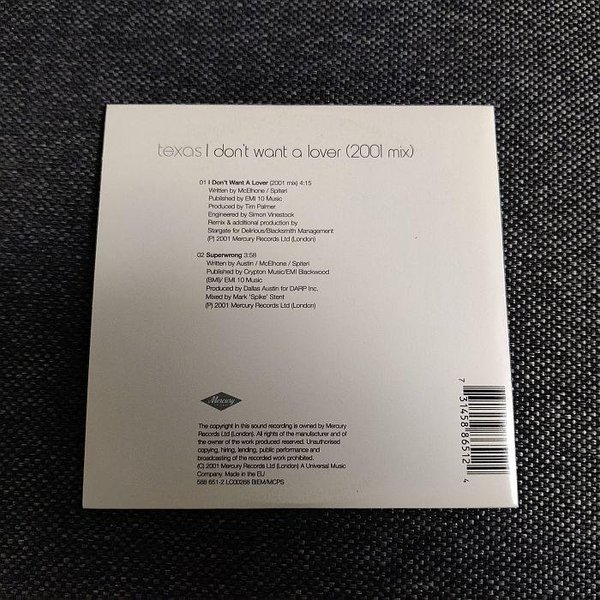 texas I don't want a lover (2001 mix)
01 I Don't Want A Lover (2001 mix) 4:15
Written by McElhone / Spiteri
Published by EMI 10 Music
Produced by Tim Palmer
Engineered by Simon Vinestock
Remix & additional production by
Stargate for Delirious/Blacksmith Management
(P) 2001 Mercury Records Ltd (London)
02 Superwrong 3:58
Written by Austin / McElhone / Spiteri
Published by Crypton Music/EMI Blackwood
(BMI)/ EMI 10 Music
Produced by Dallas Austin for DARP Inc.
Mixed by Mark 'Spike' Stent
(P) 2001 Mercury Records Ltd (London)
Mercury
The copyright in this sound recording is owned by Mercury
Records Ltd (London). All rights of the manufacturer and of
the owner of the work produced reserved. Unauthorised
copying, hiring, lending, public performance and
broadcasting of the recorded work prohibited.
(C) 2001 Mercury Records Ltd (London) A Universal Music
Company. Made in the EU
588 651-2 LC00268 BIEM/MCPS
7 31458 86512 4